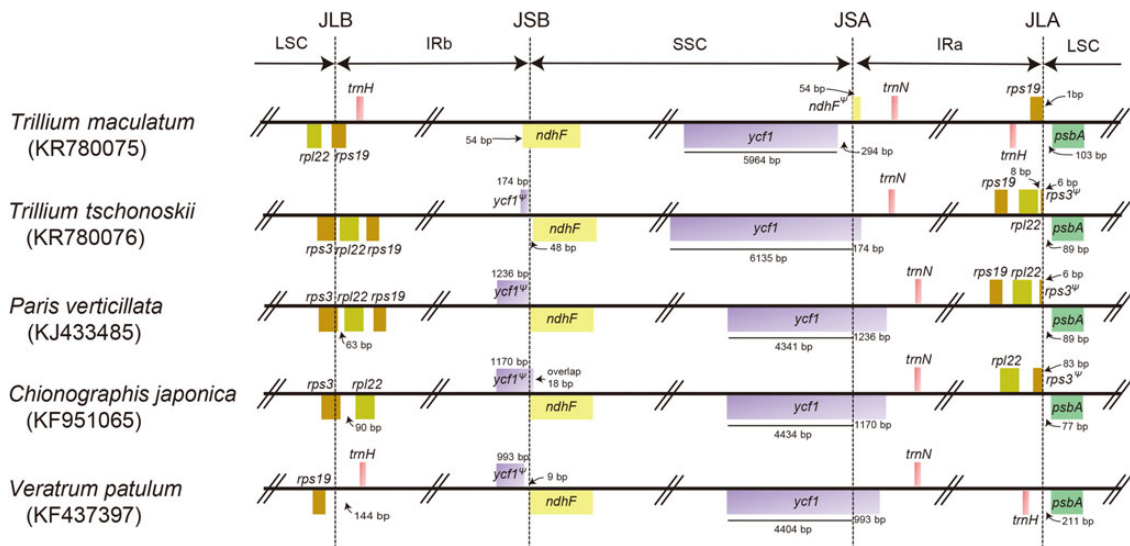 JLB JSB JSA JLA
LSC IRb SSC IRa LSC
Trillium maculatum
(KR780075)
trnH 54 bp ndhFΨ trnN rps19 1bp
rpl22 rps19 54 bp ndhF ycf1 5964 bp 294 bp trnH psbA 103 bp
Trillium tschonoskii
(KR780076)
174 bp ycf1Ψ trnN rps19 8 bp 6 bp rps3Ψ
rps3 rpl22 rps19 48 bp ndhF ycf1 6135 bp 174 bp rpl22 psbA 89 bp
Paris verticillata
(KJ433485)
rps3 rpl22 rps19 1236 bp ycf1Ψ trnN rps19 rpl22 6 bp rps3Ψ
63 bp ndhF ycf1 4341 bp 1236 bp psbA 89 bp
Chionographis japonica
(KF951065)
rps3 rpl22 1170 bp ycf1Ψ overlap 18 bp trnN rpl22 83 bp rps3Ψ
90 bp ndhF ycf1 4434 bp 1170 bp psbA 77 bp
Veratrum patulum
(KF437397)
rps19 trnH 993 bp ycf1Ψ 9 bp trnN
144 bp ndhF ycf1 4404 bp 993 bp trnH psbA 211 bp